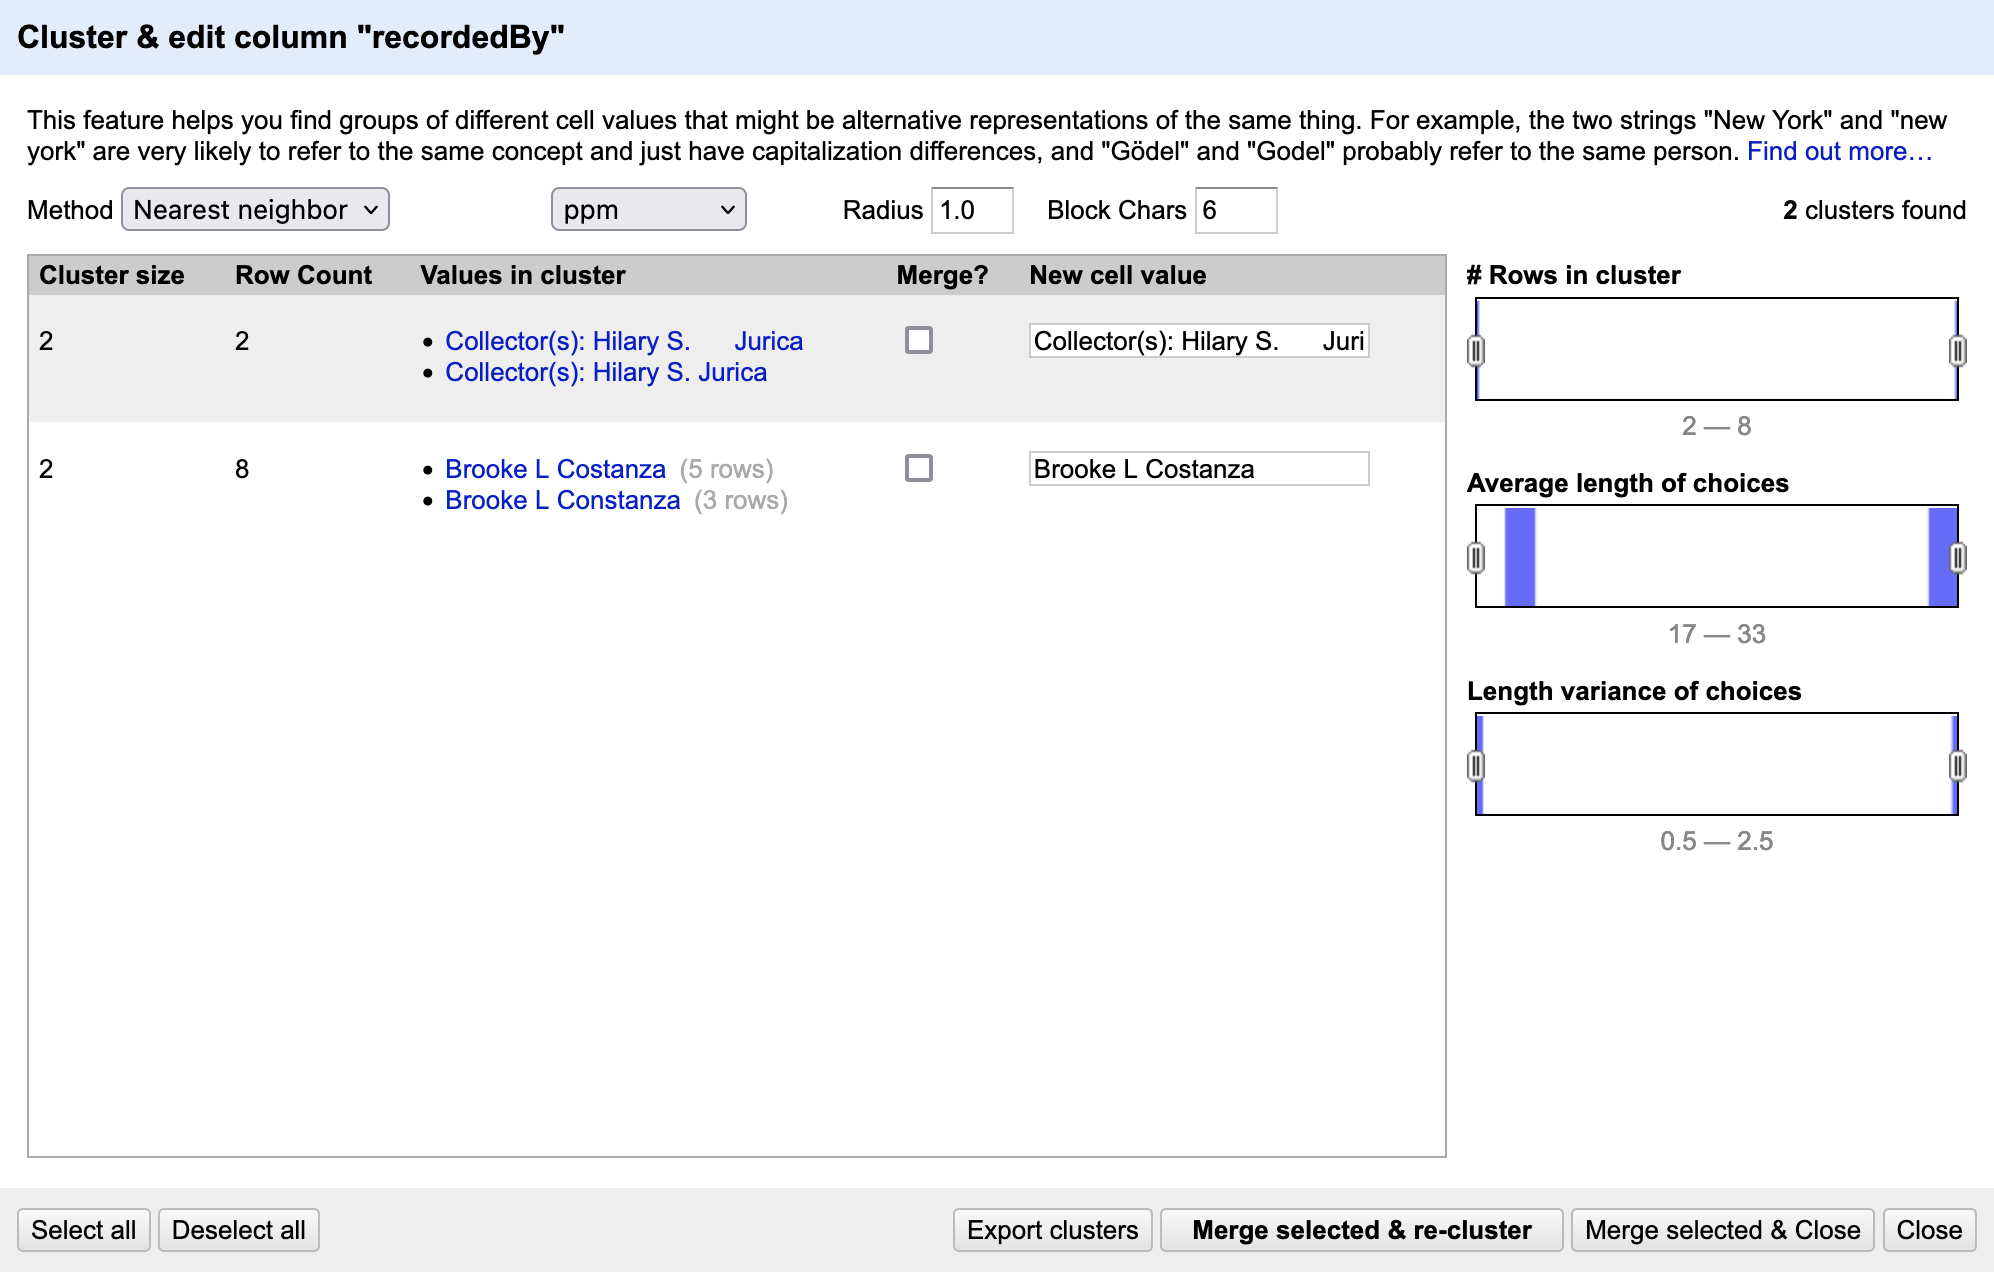 Cluster & edit column "recordedBy"
This feature helps you find groups of different cell values that might be alternative representations of the same thing. For example, the two strings "New York" and "new
york" are very likely to refer to the same concept and just have capitalization differences, and "Gödel" and "Godel" probably refer to the same person. Find out more…
Method Nearest neighbor ppm Radius 1.0 Block Chars 6 2 clusters found
Cluster size Row Count Values in cluster Merge? New cell value
2 2 • Collector(s): Hilary S.      Jurica Collector(s): Hilary S.      Juri
• Collector(s): Hilary S. Jurica
2 8 • Brooke L Costanza (5 rows) Brooke L Costanza
• Brooke L Constanza (3 rows)
# Rows in cluster
2 — 8
Average length of choices
17 — 33
Length variance of choices
0.5 — 2.5
Select all Deselect all Export clusters Merge selected & re-cluster Merge selected & Close Close